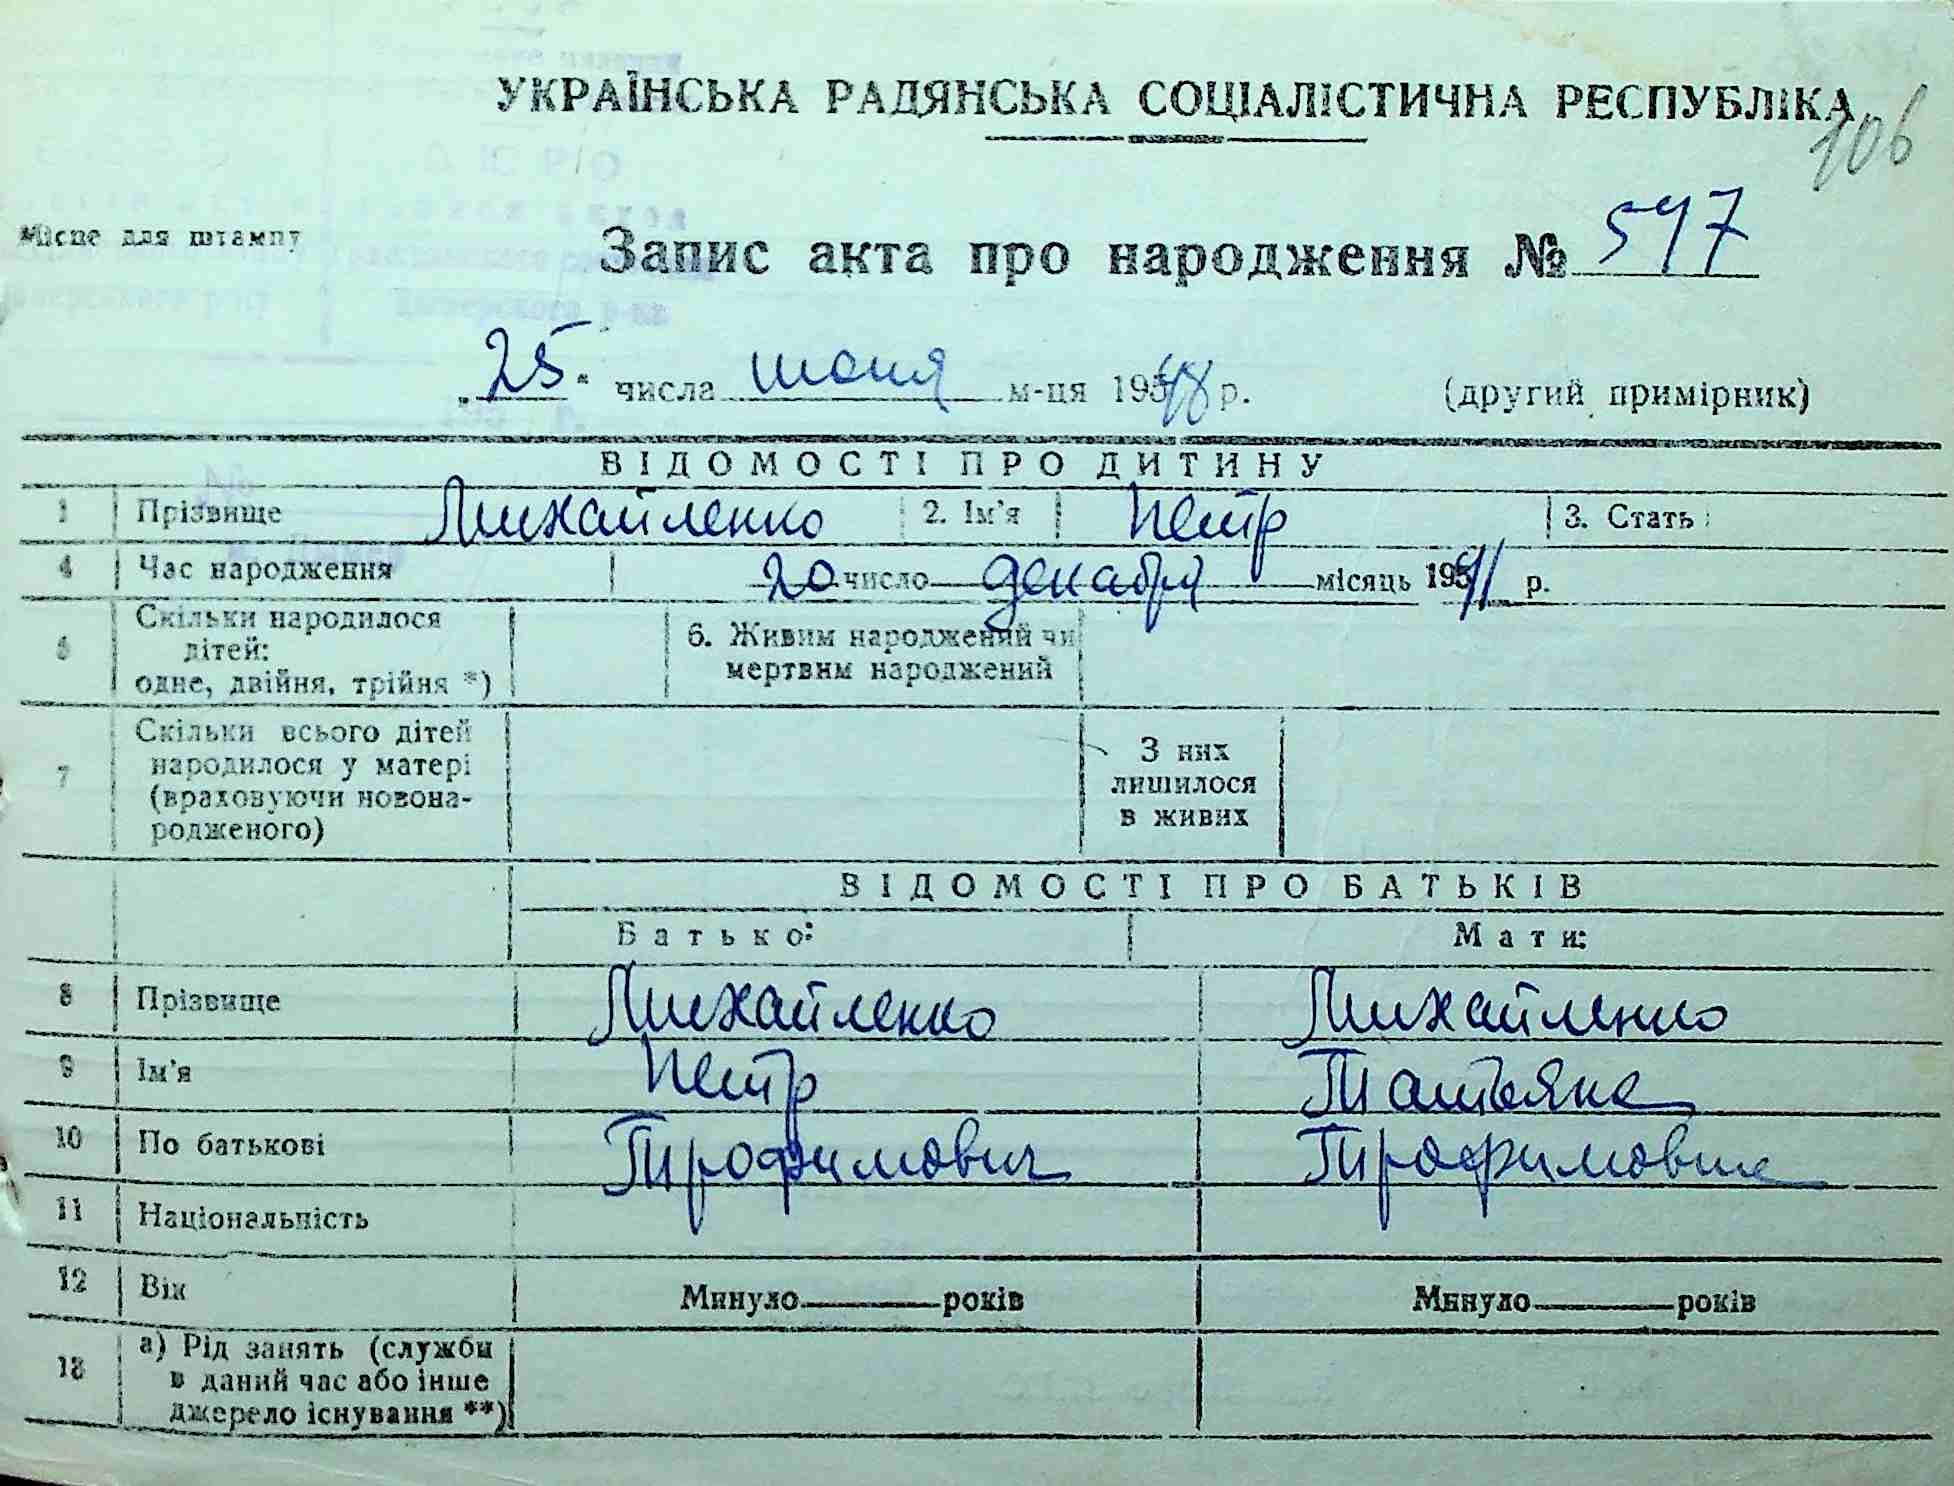 УКРАЇНСЬКА РАДЯНСЬКА СОЦІАЛІСТИЧНА РЕСПУБЛІКА
106
Місце для штампу
Запис акта про народження № 597
„25" числа июня м-ця 19548 р. (другий примірник)
ВІДОМОСТІ ПРО ДИТИНУ
1 Прізвище Михайленко 2. Ім'я Петр 3. Стать
4 Час народження 20 число декабря місяць 1941 р.
5 Скільки народилося дітей: одне, двійня, трійня *) 6. Живим народжений чи мертвим народжений
7 Скільки всього дітей народилося у матері (враховуючи новонародженого) З них лишилося в живих
ВІДОМОСТІ ПРО БАТЬКІВ
Батько: Мати:
8 Прізвище Михайленко Михайленко
9 Ім'я Петр Татьяна
10 По батькові Трофимович Трофимовна
11 Національність
12 Вік Минуло років Минуло років
13 а) Рід занять (службы в даний час або інше джерело існування **)